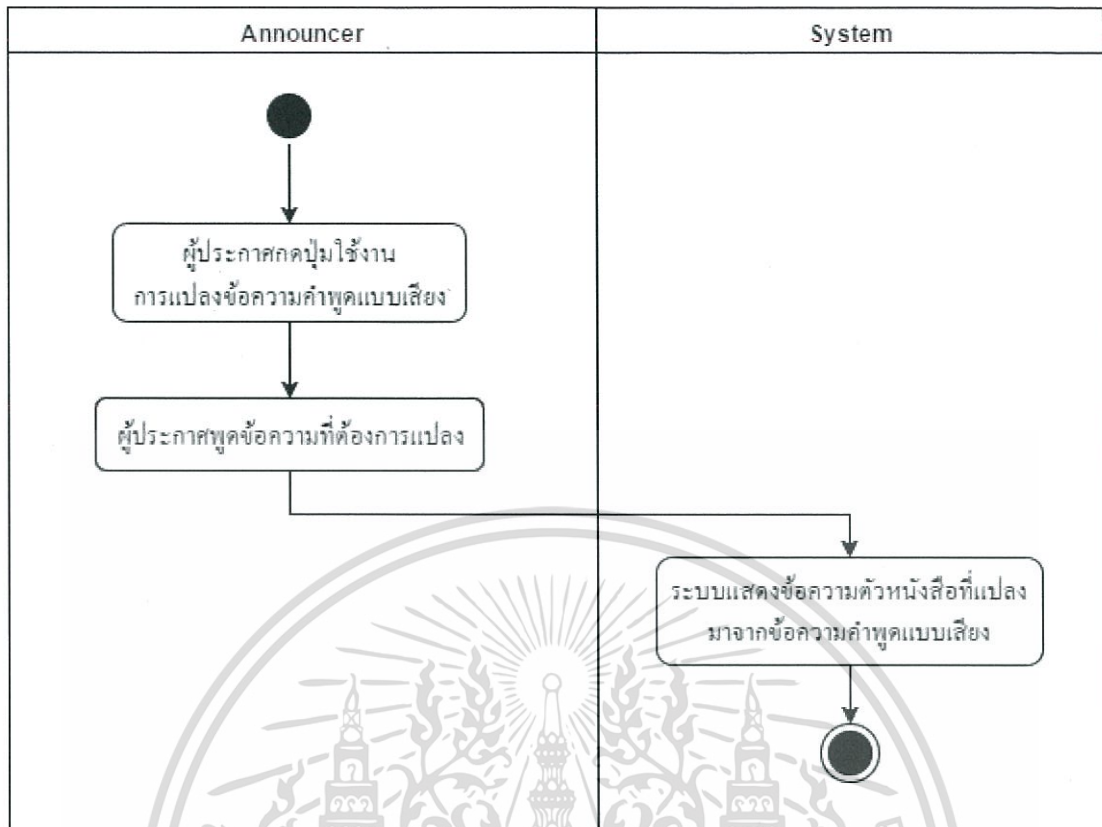 Announcer
System
ผู้ประกาศกดปุ่มใช้งาน
การแปลงข้อความคำพูดแบบเสียง
ผู้ประกาศพูดข้อความที่ต้องการแปลง
ระบบแสดงข้อความตัวหนังสือที่แปลง
มาจากข้อความคำพูดแบบเสียง